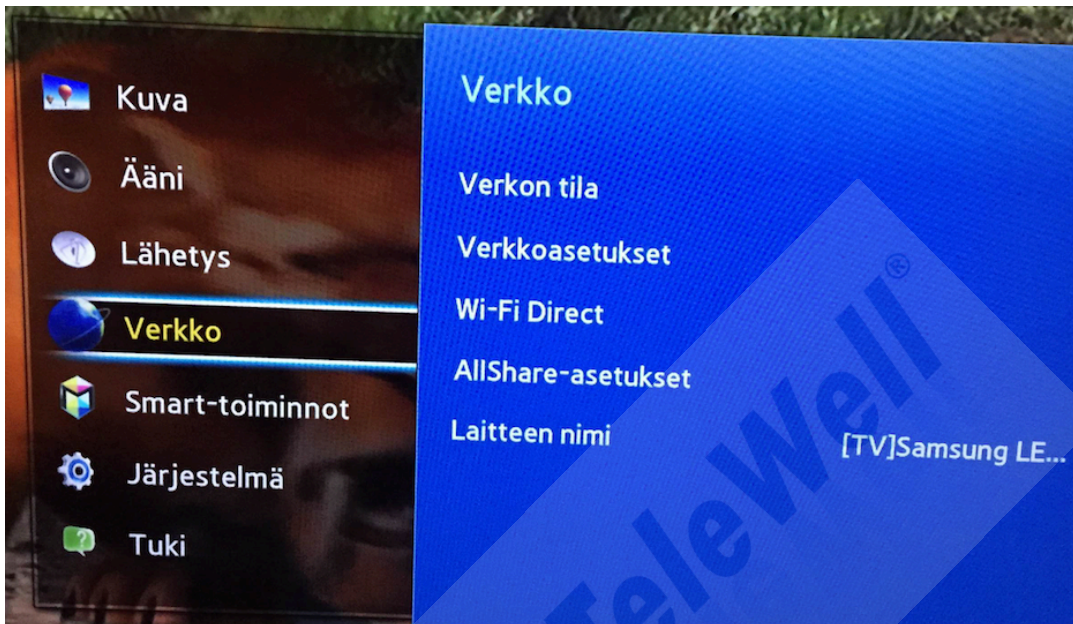 Kuva
Ääni
Lähetys
Verkko
Smart-toiminnot
Järjestelmä
Tuki
Verkko
Verkon tila
Verkkoasetukset
Wi-Fi Direct
AllShare-asetukset
Laitteen nimi [TV]Samsung LE...
TeleWell®